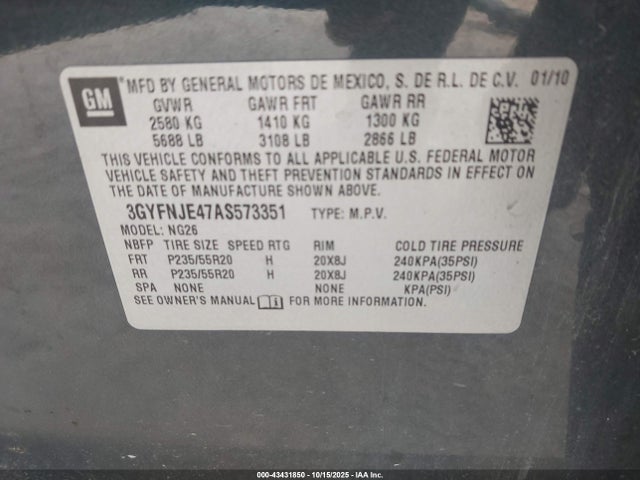 GM
MFD BY GENERAL MOTORS DE MEXICO, S. DE R.L. DE C.V. 01/10
GVWR GAWR FRT GAWR RR
2580 KG 1410 KG 1300 KG
5688 LB 3108 LB 2866 LB
THIS VEHICLE CONFORMS TO ALL APPLICABLE U.S. FEDERAL MOTOR
VEHICLE SAFETY AND THEFT PREVENTION STANDARDS IN EFFECT ON THE
DATE OF MANUFACTURE SHOWN ABOVE.
3GYFNJE47AS573351 TYPE: M.P.V.
MODEL: NG26
NBFP TIRE SIZE SPEED RTG RIM COLD TIRE PRESSURE
FRT P235/55R20 H 20X8J 240KPA(35PSI)
RR P235/55R20 H 20X8J 240KPA(35PSI)
SPA NONE NONE KPA(PSI)
SEE OWNER'S MANUAL FOR MORE INFORMATION.
000-43431850 - 10/15/2025 - IAA Inc.